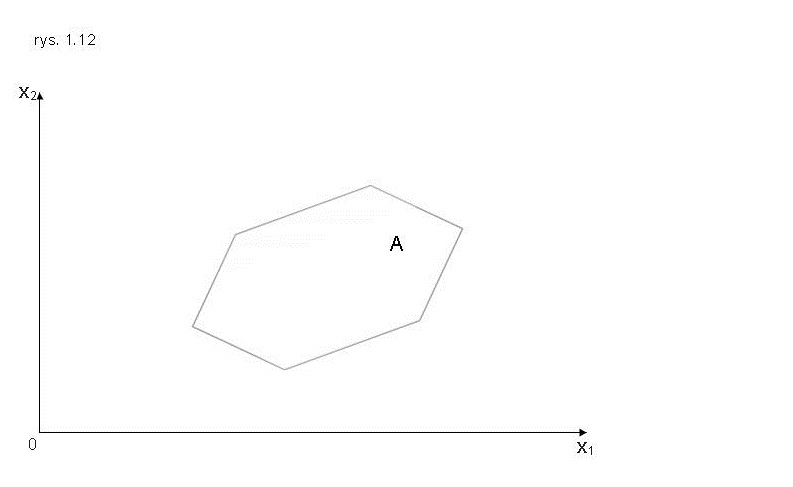 rys. 1.12
x₂
A
0
x₁